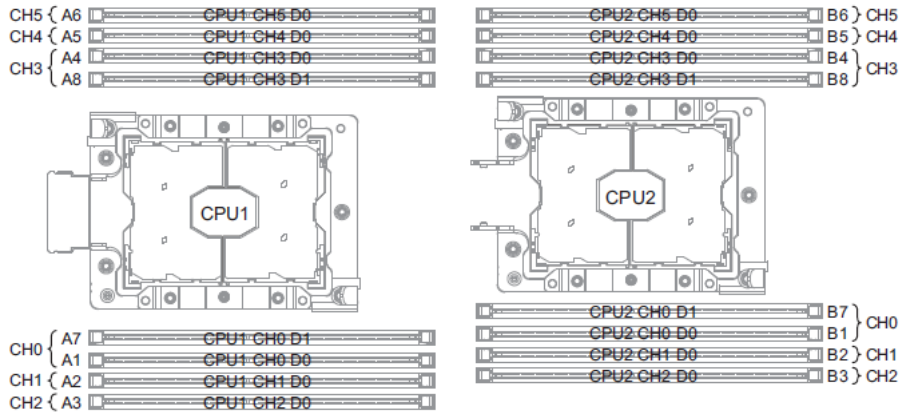 CH5 { A6 CPU1 CH5 D0
CH4 { A5 CPU1 CH4 D0
CH3 { A4 CPU1 CH3 D0
A8 CPU1 CH3 D1
CPU2 CH5 D0 B6 } CH5
CPU2 CH4 D0 B5 } CH4
CPU2 CH3 D0 B4 } CH3
CPU2 CH3 D1 B8
CPU1
CPU2
CH0 { A7 CPU1 CH0 D1
A1 CPU1 CH0 D0
CH1 { A2 CPU1 CH1 D0
CH2 { A3 CPU1 CH2 D0
CPU2 CH0 D1 B7 } CH0
CPU2 CH0 D0 B1
CPU2 CH1 D0 B2 } CH1
CPU2 CH2 D0 B3 } CH2